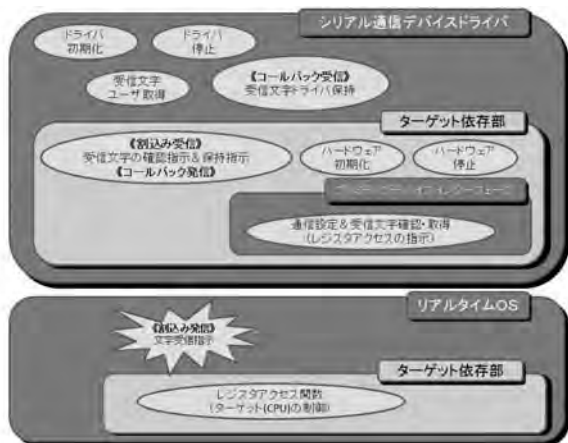 シリアル通信デバイスドライバ
ドライバ
初期化
ドライバ
停止
受信文字
ユーザ取得
《コールバック受信》
受信文字ドライバ保持
ターゲット依存部
《割込み受信》
受信文字の確認指示&保持指示
《コールバック発信》
ハードウェア
初期化
ハードウェア
停止
通信設定&受信文字確認・取得
(レジスタアクセスの指示)
リアルタイムOS
《割込み発信》
文字受信指示
ターゲット依存部
レジスタアクセス関数
(ターゲット(CPU)の制御)